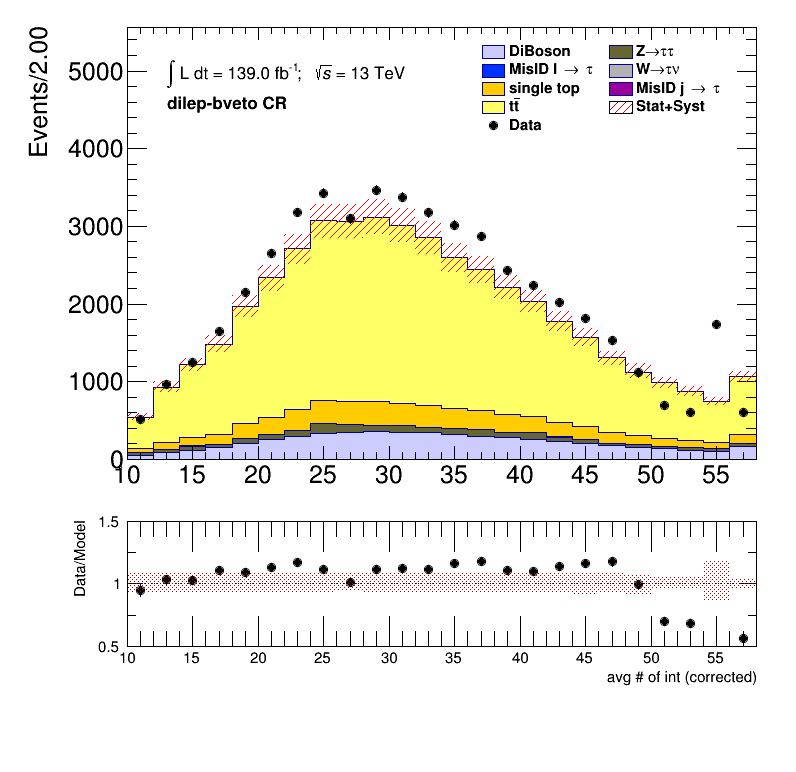 Events/2.00
∫ L dt = 139.0 fb⁻¹; √s = 13 TeV
dilep-bveto CR
DiBoson
MisID l → τ
single top
tt̄
Data
Z→ττ
W→τν
MisID j → τ
Stat+Syst
5000
4000
3000
2000
1000
0
10 15 20 25 30 35 40 45 50 55
Data/Model
1.5
1
0.5
10 15 20 25 30 35 40 45 50 55
avg # of int (corrected)